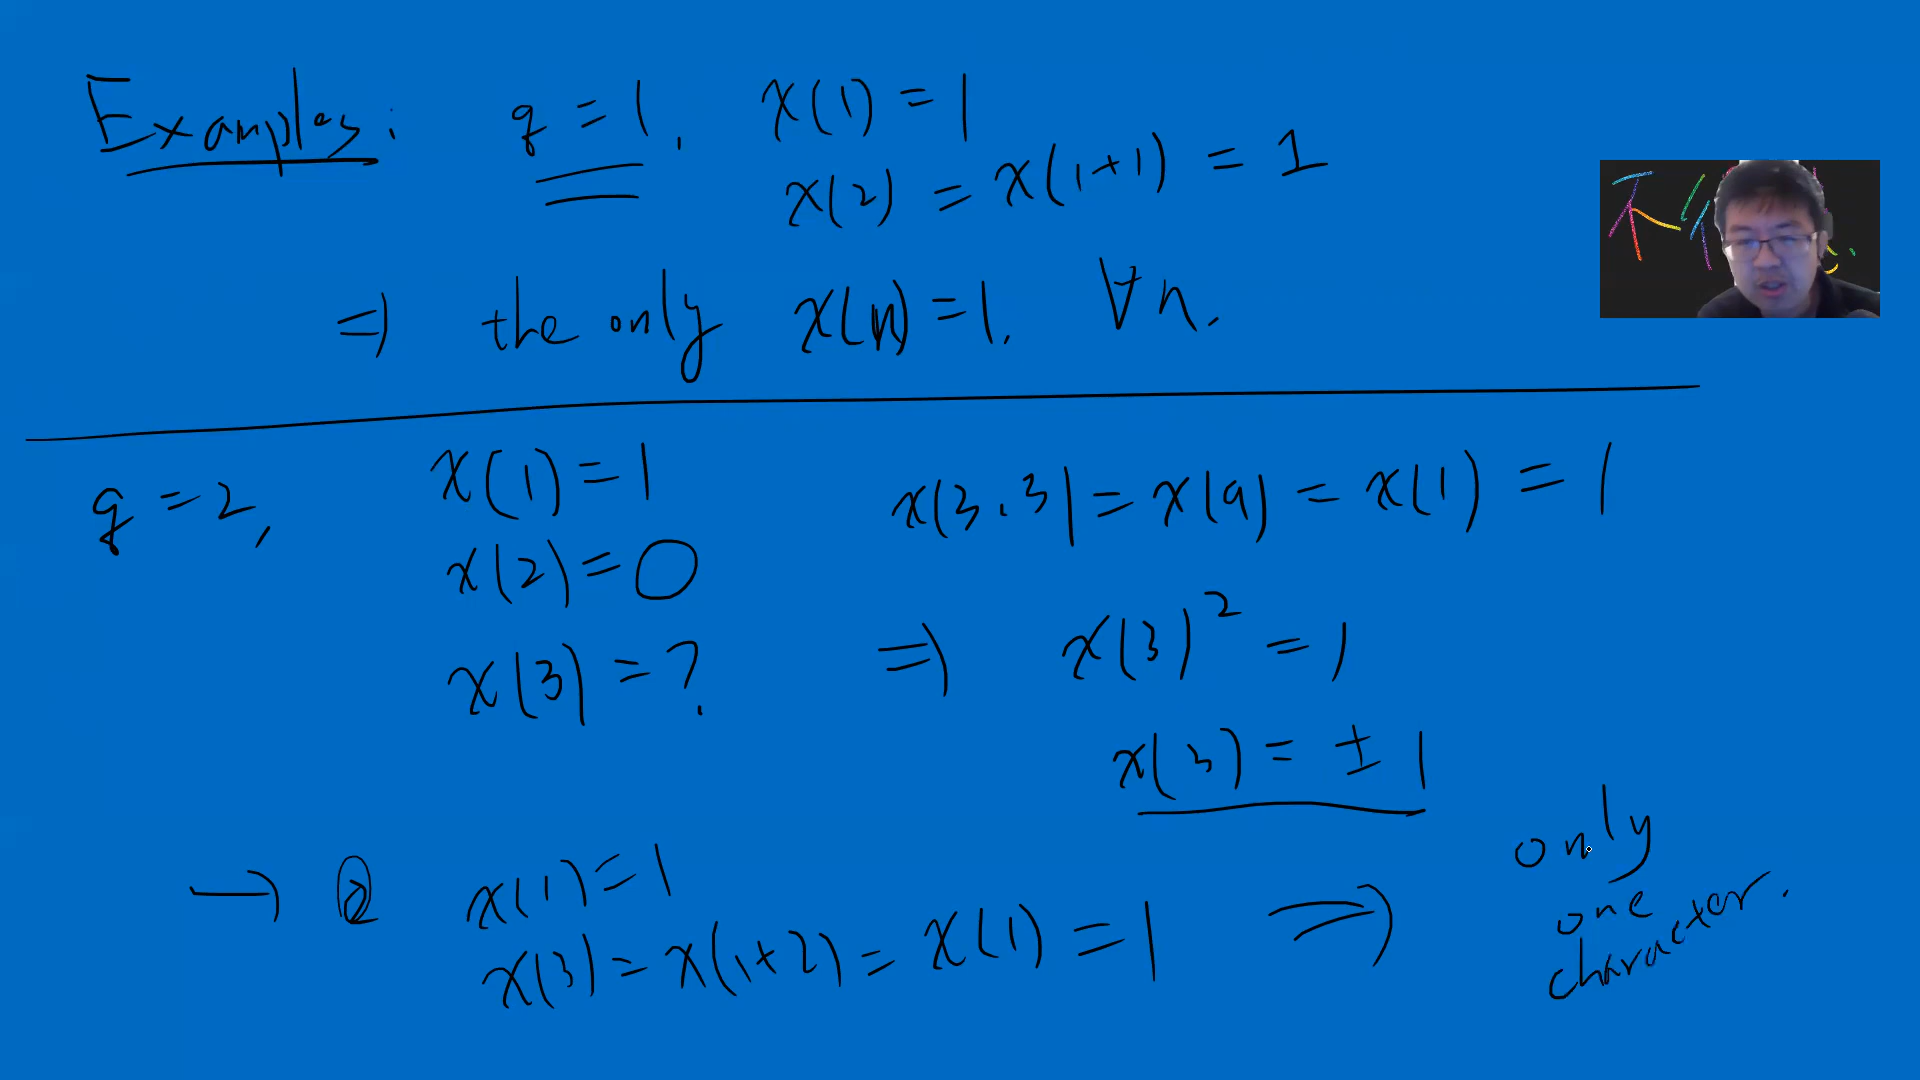 Examples: q = 1, χ(1) = 1
χ(2) = χ(1+1) = 1
⇒ the only χ(n) = 1. ∀n.
q = 2, χ(1) = 1
χ(2) = 0
χ(3) = ?
χ(3.3) = χ(9) = χ(1) = 1
⇒ χ(3)² = 1
χ(3) = ± 1
→ ② χ(1) = 1
χ(3) = χ(1+2) = χ(1) = 1 ⇒ only
one
character.
不